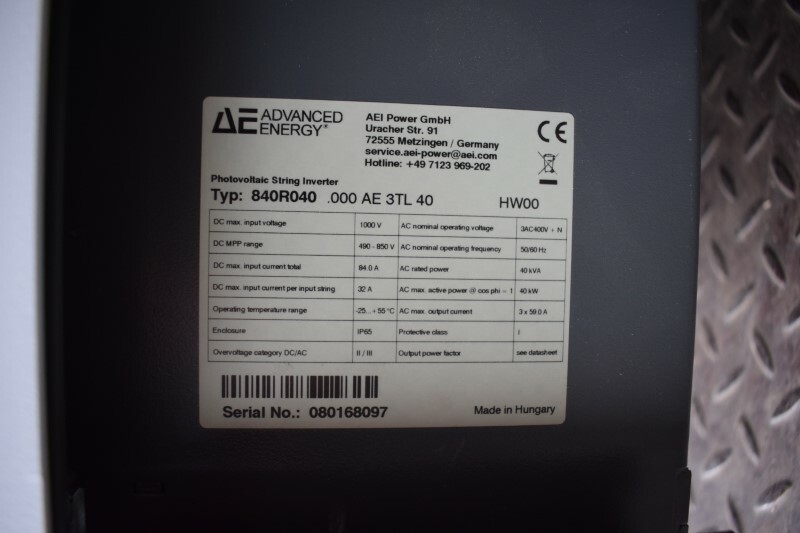 AE ADVANCED ENERGY®
AEI Power GmbH
Uracher Str. 91
72555 Metzingen / Germany
service.aei-power@aei.com
Hotline: +49 7123 969-202
CE
Photovoltaic String Inverter
Typ: 840R040 .000 AE 3TL 40 HW00
DC max. input voltage 1000 V AC nominal operating voltage 3AC400V + N
DC MPP range 490 - 850 V AC nominal operating frequency 50/60 Hz
DC max. input current total 84.0 A AC rated power 40 kVA
DC max. input current per input string 32 A AC max. active power @ cos phi = 1 40 kW
Operating temperature range -25... + 55 °C AC max. output current 3 x 59.0 A
Enclosure IP65 Protective class I
Overvoltage category DC/AC II / III Output power factor see datasheet
Serial No.: 080168097
Made in Hungary